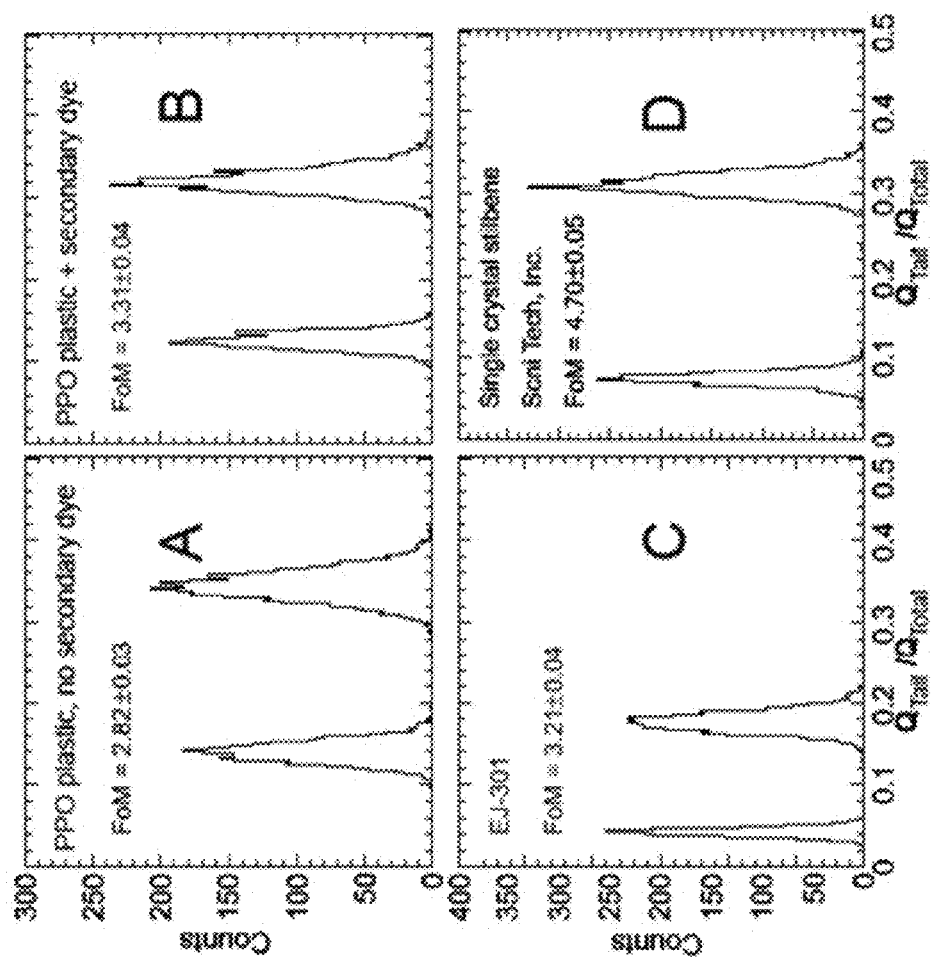 PPO plastic, no secondary dye
FoM = 2.82±0.03
A
Counts
300
250
200
150
100
50
0
PPO plastic + secondary dye
FoM = 3.31±0.04
B
EJ-301
FoM = 3.21±0.04
C
Counts
400
350
300
250
200
150
100
50
0
0 0.1 0.2 0.3 0.4 0.5
QTail /QTotal
Single crystal stilbene
Scni Tech, Inc.
FoM = 4.70±0.05
D
0 0.1 0.2 0.3 0.4 0.5
QTail /QTotal